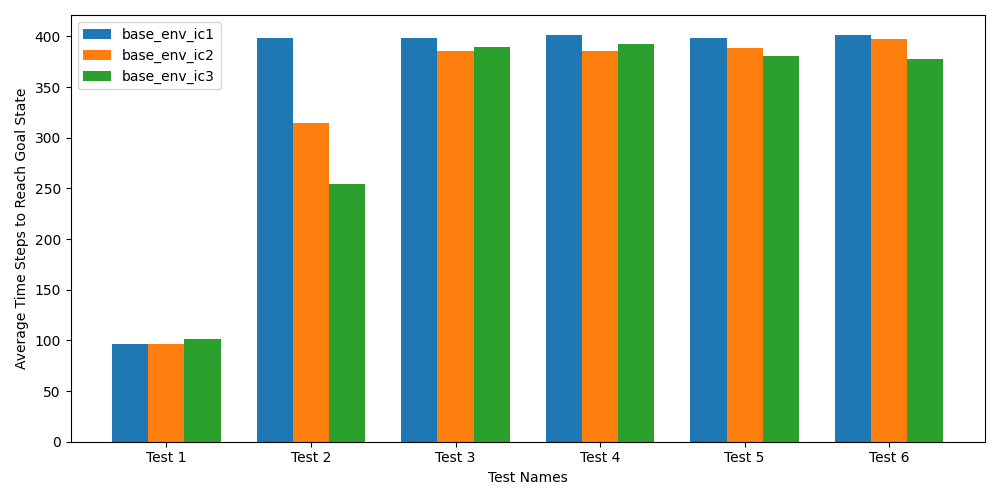 base_env_ic1
base_env_ic2
base_env_ic3
Average Time Steps to Reach Goal State
400
350
300
250
200
150
100
50
0
Test 1 Test 2 Test 3 Test 4 Test 5 Test 6
Test Names